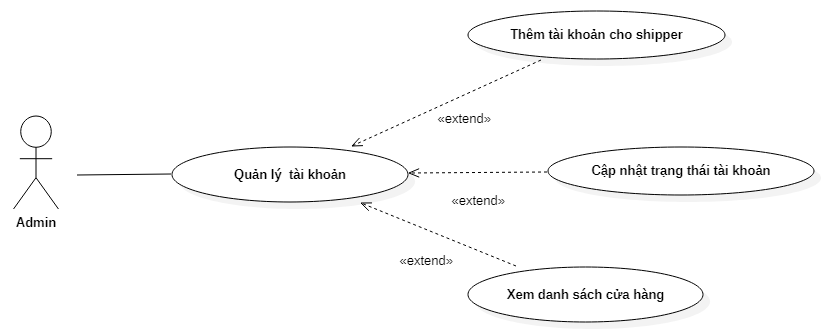 Thêm tài khoản cho shipper
«extend»
Quản lý tài khoản
Cập nhật trạng thái tài khoản
«extend»
Admin
«extend»
Xem danh sách cửa hàng